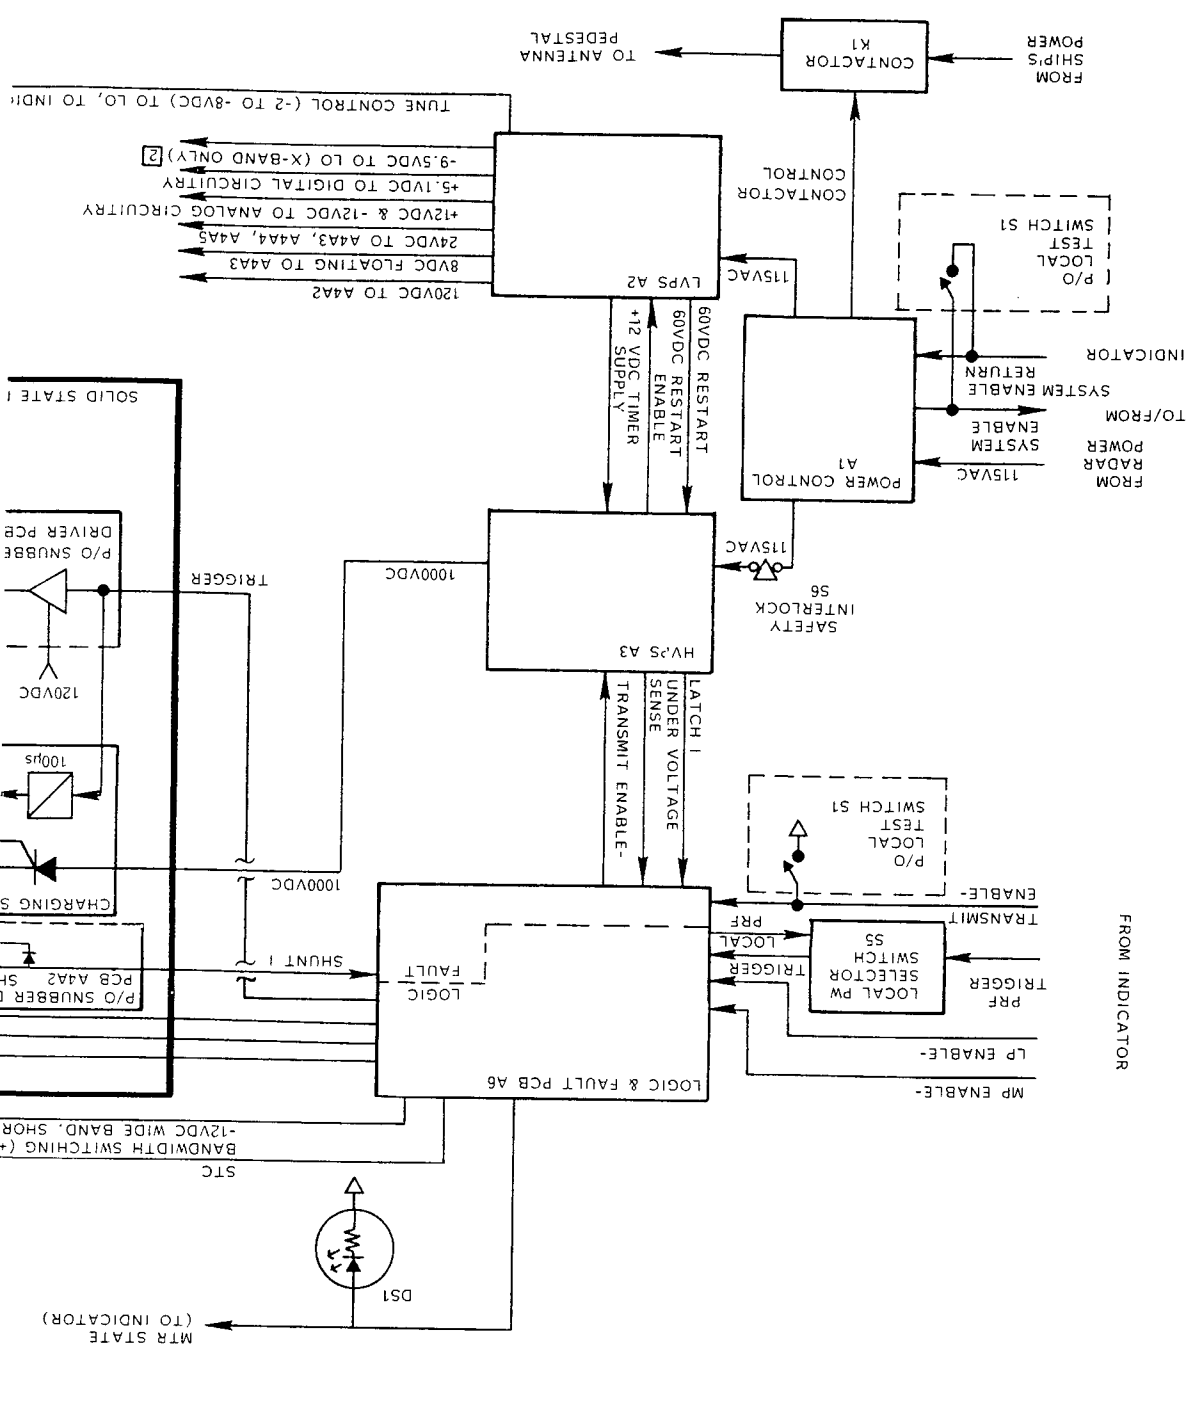 MTR STATE
(TO INDICATOR)
DS1
STC
BANDWIDTH SWITCHING (+
-12VDC WIDE BAND, SHOR
MP ENABLE-
LP ENABLE-
PRF
TRIGGER
LOCAL PW
SELECTOR
SWITCH
S5
TRIGGER
LOCAL
PRF
TRANSMIT
ENABLE-
FROM INDICATOR
LOGIC & FAULT PCB A6
LOGIC
FAULT
SHUNT I
P/O SNUBBER D
PCB A4A2 SH
CHARGING S
1000VDC
P/O
LOCAL
TEST
SWITCH S1
100µs
LATCH I
UNDER VOLTAGE
SENSE
TRANSMIT ENABLE-
120VDC
HVPS A3
SAFETY
INTERLOCK
S6
115VAC
1000VDC
TRIGGER
P/O SNUBBE
DRIVER PCB
FROM
RADAR
POWER
115VAC
POWER CONTROL
A1
SYSTEM
ENABLE
TO/FROM
INDICATOR
SYSTEM ENABLE
RETURN
60VDC RESTART
60VDC RESTART
ENABLE
+12 VDC TIMER
SUPPLY
SOLID STATE
P/O
LOCAL
TEST
SWITCH S1
115VAC
LVPS A2
120VDC TO A4A2
8VDC FLOATING TO A4A3
24VDC TO A4A3, A4A4, A4A5
+12VDC & -12VDC TO ANALOG CIRCUITRY
+5.1VDC TO DIGITAL CIRCUITRY
-9.5VDC TO LO (X-BAND ONLY) 2
TUNE CONTROL (-2 TO -8VDC) TO LO, TO INDI
CONTACTOR
CONTROL
FROM
SHIP'S
POWER
CONTACTOR
K1
TO ANTENNA
PEDESTAL